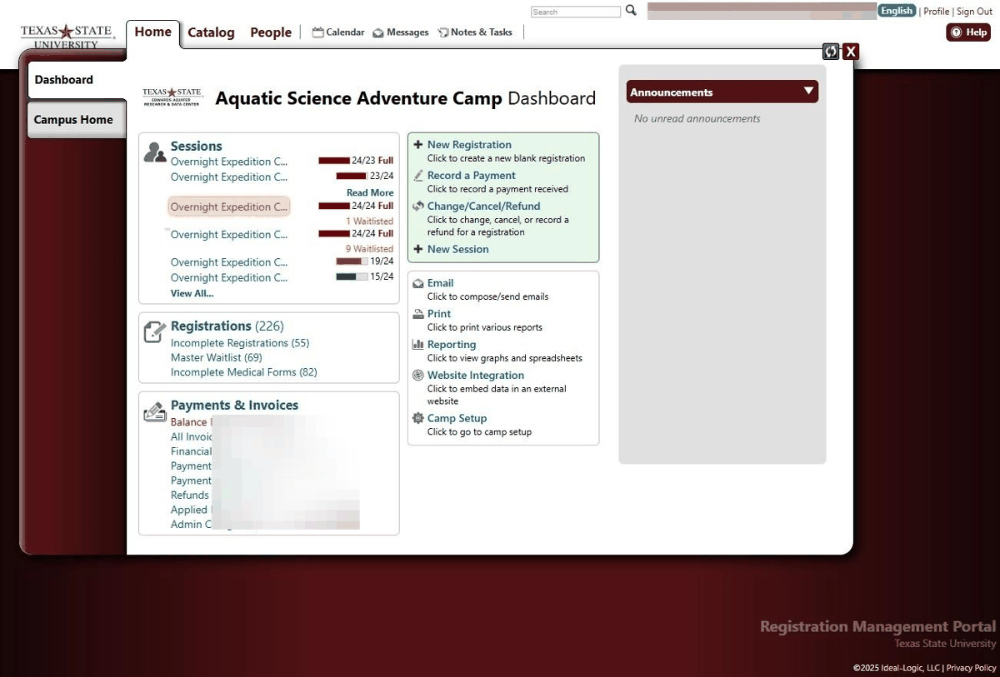 Search
English | Profile | Sign Out
TEXAS STATE
UNIVERSITY
Home
Catalog
People
Calendar
Messages
Notes & Tasks
Help
X
Dashboard
Campus Home
TEXAS STATE
EDWARDS AQUIFER
RESEARCH & DATA CENTER
Aquatic Science Adventure Camp Dashboard
Sessions
Overnight Expedition C... 24/23 Full
Overnight Expedition C... 23/24
Read More
Overnight Expedition C... 24/24 Full
1 Waitlisted
Overnight Expedition C... 24/24 Full
9 Waitlisted
Overnight Expedition C... 19/24
Overnight Expedition C... 15/24
View All...
Registrations (226)
Incomplete Registrations (55)
Master Waitlist (69)
Incomplete Medical Forms (82)
Payments & Invoices
Balance
All
Financial
Payment
Payment
Refunds
Applied
Admin
New Registration
Click to create a new blank registration
Record a Payment
Click to record a payment received
Change/Cancel/Refund
Click to change, cancel, or record a
refund for a registration
New Session
Email
Click to compose/send emails
Print
Click to print various reports
Reporting
Click to view graphs and spreadsheets
Website Integration
Click to embed data in an external
website
Camp Setup
Click to go to camp setup
Announcements
No unread announcements
Registration Management Portal
Texas State University
©2025 Ideal-Logic, LLC | Privacy Policy